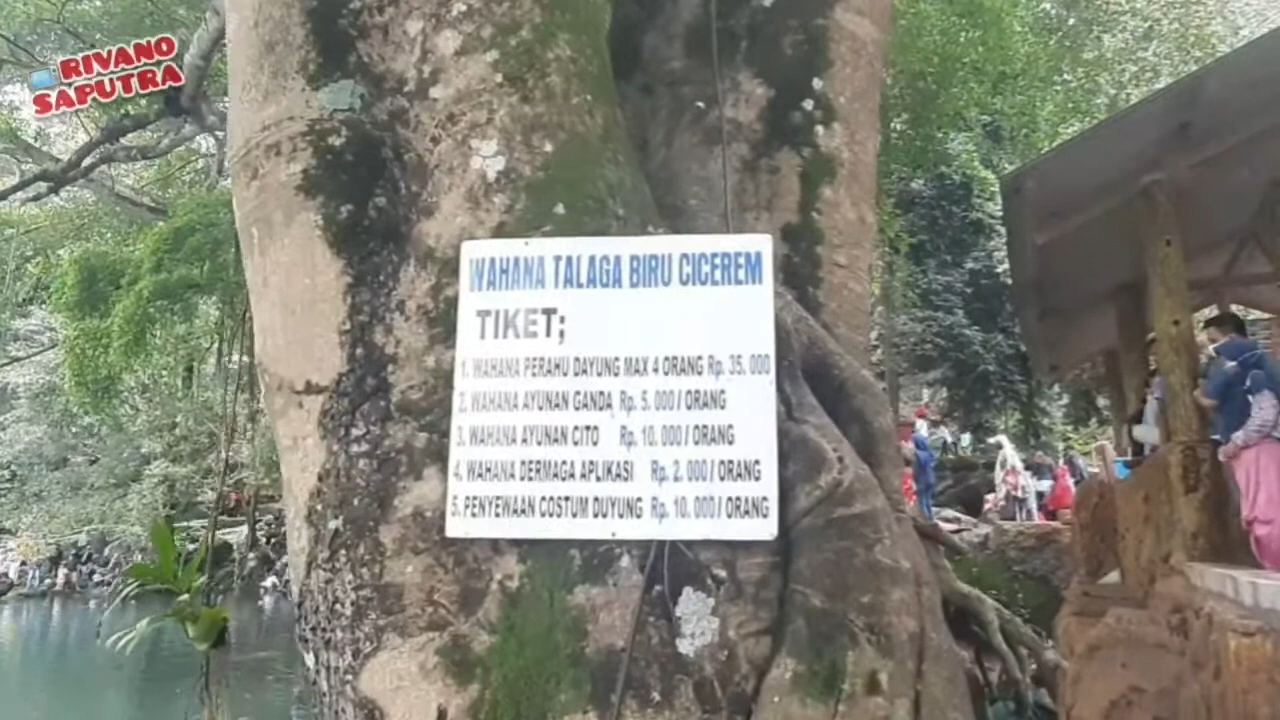 RIVANO
SAPUTRA
WAHANA TALAGA BIRU CICEREM
TIKET;
1. WAHANA PERAHU DAYUNG MAX 4 ORANG Rp. 35. 000
2. WAHANA AYUNAN GANDA, Rp. 5. 000 / ORANG
3. WAHANA AYUNAN CITO Rp. 10. 000 / ORANG
4. WAHANA DERMAGA APLIKASI Rp. 2. 000 / ORANG
5. PENYEWAAN COSTUM DUYUNG Rp. 10. 000 / ORANG